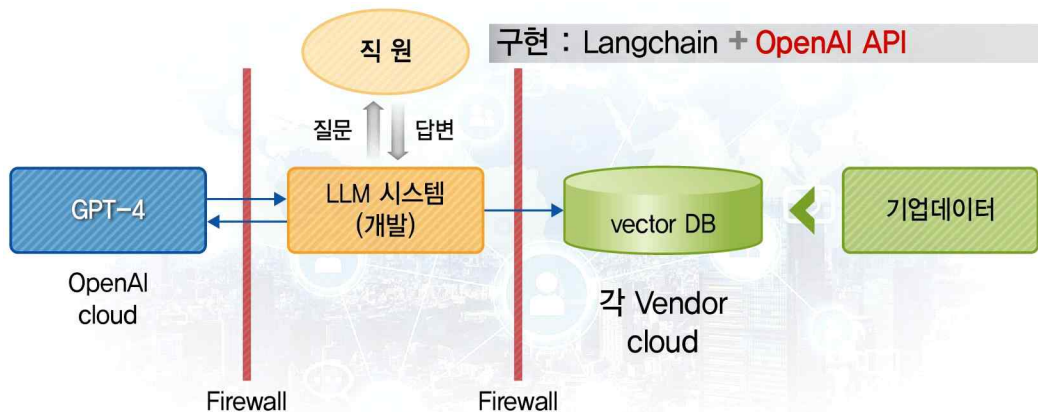 구현 : Langchain + OpenAI API
직 원
질문
답변
GPT-4
LLM 시스템
(개발)
vector DB
기업데이터
OpenAI
cloud
각 Vendor
cloud
Firewall
Firewall